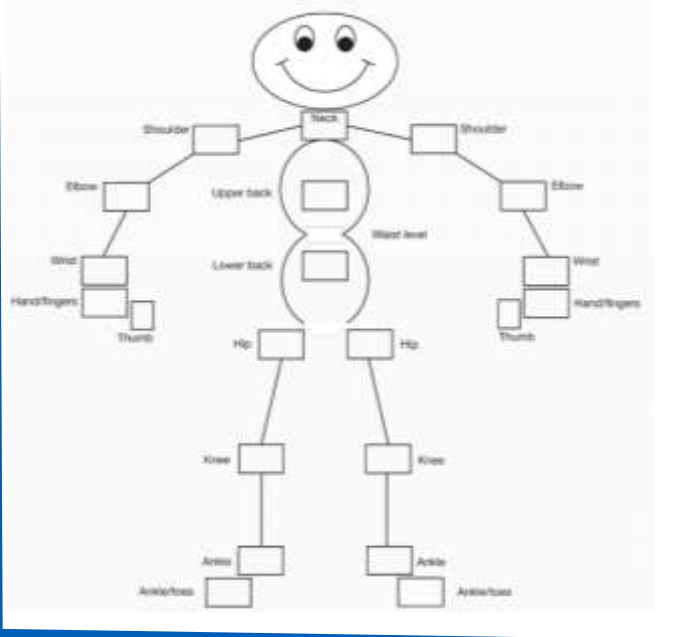 Neck
Shoulder
Shoulder
Elbow
Upper back
Elbow
Waist level
Wrist
Lower back
Wrist
Hand/fingers
Hand/fingers
Thumb
Thumb
Hip
Hip
Knee
Knee
Ankle
Ankle
Ankle/toes
Ankle/toes